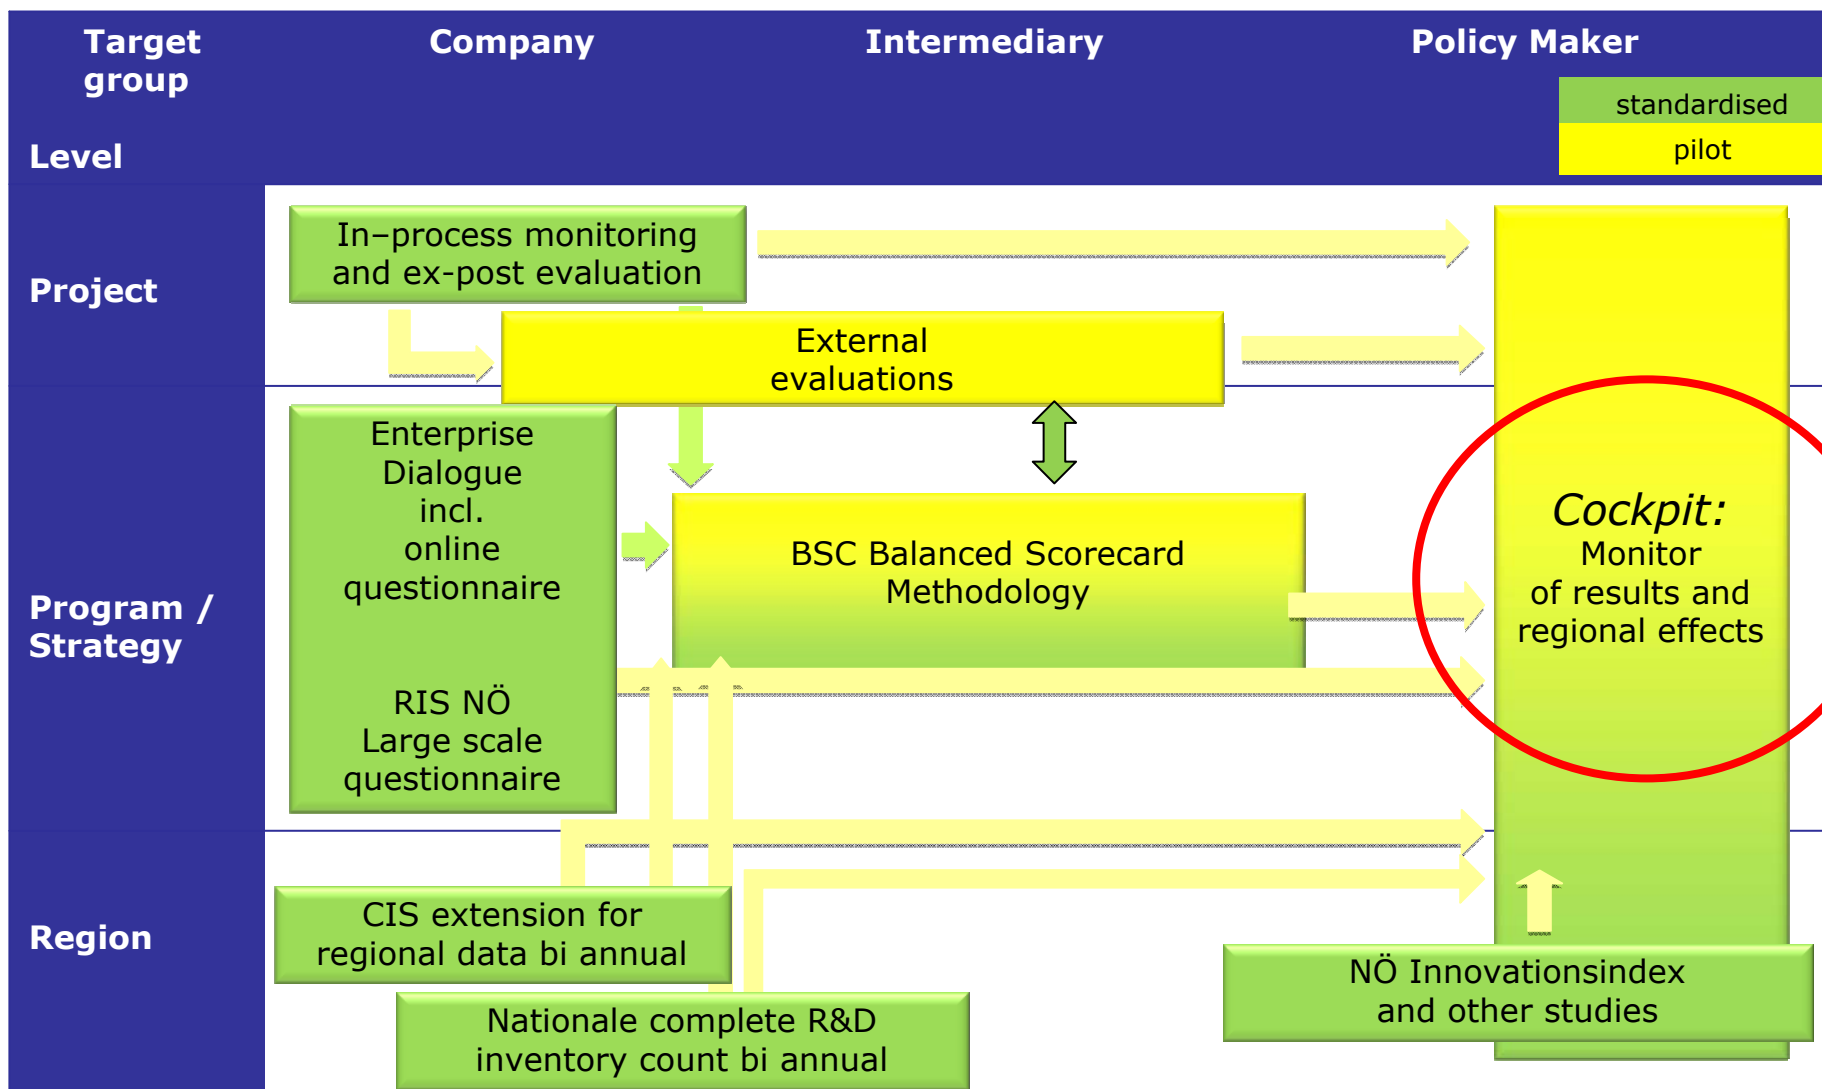 Target
group
Company
Intermediary
Policy Maker
standardised
pilot
Level
Project
In–process monitoring
and ex-post evaluation
External
evaluations
Program /
Strategy
Enterprise
Dialogue
incl.
online
questionnaire
RIS NÖ
Large scale
questionnaire
BSC Balanced Scorecard
Methodology
Cockpit:
Monitor
of results and
regional effects
Region
CIS extension for
regional data bi annual
Nationale complete R&D
inventory count bi annual
NÖ Innovationsindex
and other studies